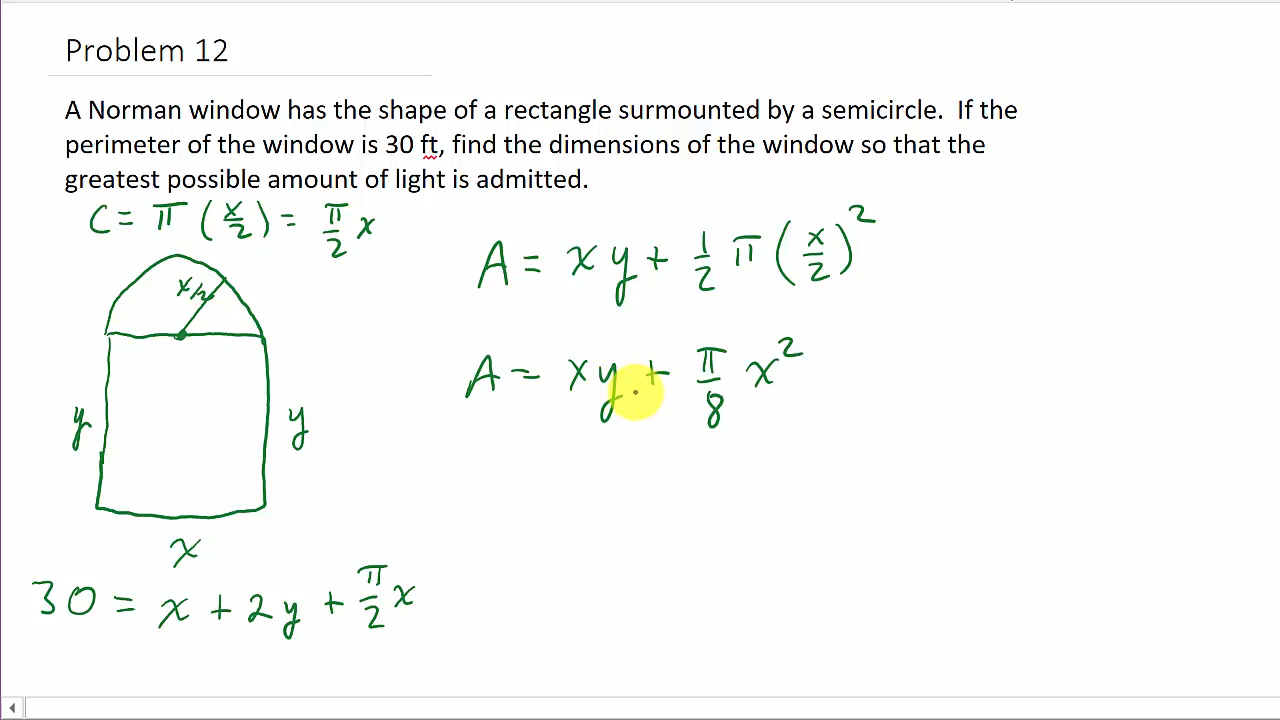 Problem 12
A Norman window has the shape of a rectangle surmounted by a semicircle. If the
perimeter of the window is 30 ft, find the dimensions of the window so that the
greatest possible amount of light is admitted.
C = π (x/2) = π/2 x
A = xy + 1/2 π (x/2)²
x/2
A = xy + π/8 x²
y
y
x
30 = x + 2y + π/2 x